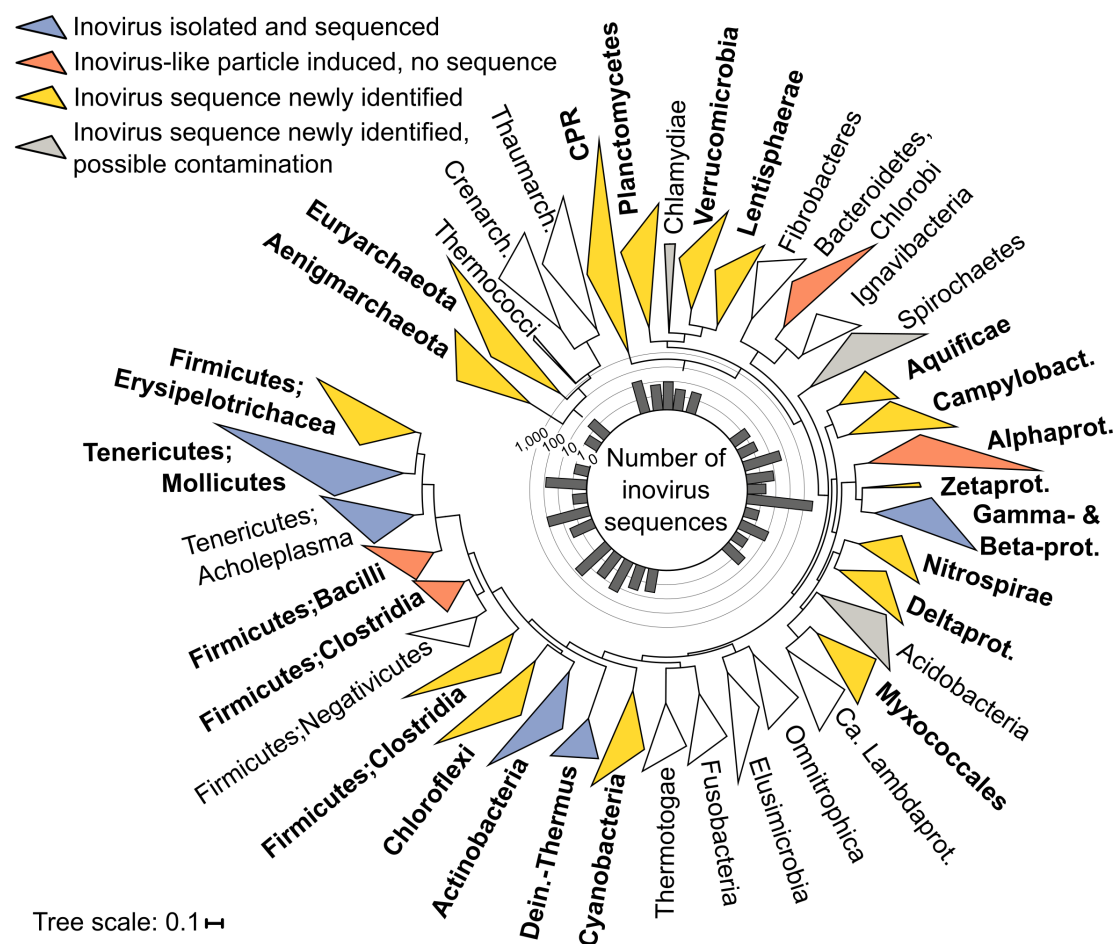 Inovirus isolated and sequenced
Inovirus-like particle induced, no sequence
Inovirus sequence newly identified
Inovirus sequence newly identified,
possible contamination
Aenigmarchaeota
Euryarchaeota
Thermococci
Crenarch.
Thaumarch.
CPR
Planctomycetes
Chlamydiae
Verrucomicrobia
Lentisphaerae
Fibrobacteres
Bacteroidetes,
Chlorobi
Ignavibacteria
Spirochaetes
Aquificae
Campylobact.
Alphaprot.
Zetaprot.
Gamma- &
Beta-prot.
Nitrospirae
Deltaprot.
Acidobacteria
Myxococcales
Ca. Lambdaprot.
Omnitrophica
Elusimicrobia
Fusobacteria
Thermotogae
Cyanobacteria
Dein.-Thermus
Actinobacteria
Chloroflexi
Firmicutes;Clostridia
Firmicutes;Negativicutes
Firmicutes;Clostridia
Firmicutes;Bacilli
Tenericutes;
Acholeplasma
Tenericutes;
Mollicutes
Firmicutes;
Erysipelotrichacea
1,000
100
10
1
0
Number of
inovirus
sequences
Tree scale: 0.1